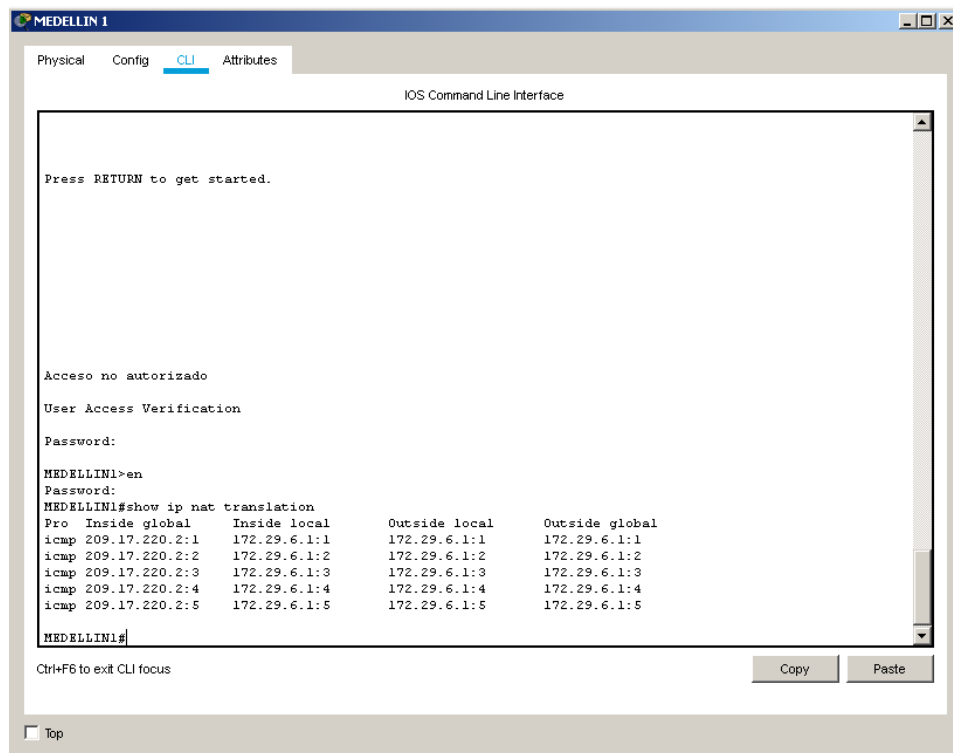 MEDELLIN 1
Physical Config CLI Attributes
IOS Command Line Interface
Press RETURN to get started.
Acceso no autorizado
User Access Verification
Password:
MEDELLIN1>en
Password:
MEDELLIN1#show ip nat translation
Pro Inside global Inside local Outside local Outside global
icmp 209.17.220.2:1 172.29.6.1:1 172.29.6.1:1 172.29.6.1:1
icmp 209.17.220.2:2 172.29.6.1:2 172.29.6.1:2 172.29.6.1:2
icmp 209.17.220.2:3 172.29.6.1:3 172.29.6.1:3 172.29.6.1:3
icmp 209.17.220.2:4 172.29.6.1:4 172.29.6.1:4 172.29.6.1:4
icmp 209.17.220.2:5 172.29.6.1:5 172.29.6.1:5 172.29.6.1:5
MEDELLIN1#
Ctrl+F6 to exit CLI focus
Copy Paste
Top